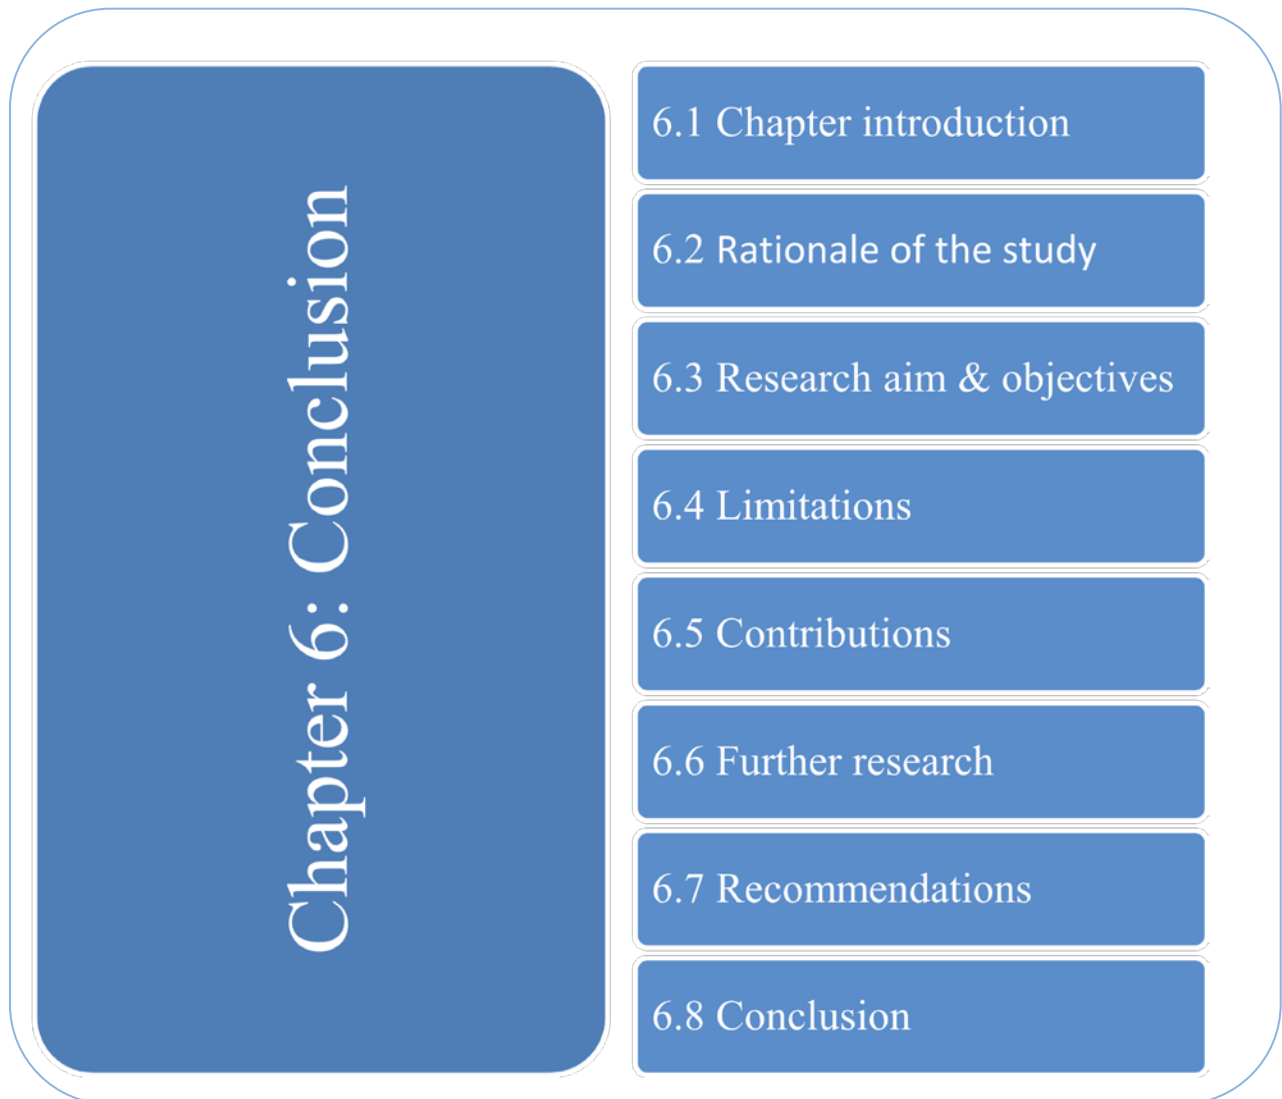 Chapter 6: Conclusion
6.1 Chapter introduction
6.2 Rationale of the study
6.3 Research aim & objectives
6.4 Limitations
6.5 Contributions
6.6 Further research
6.7 Recommendations
6.8 Conclusion